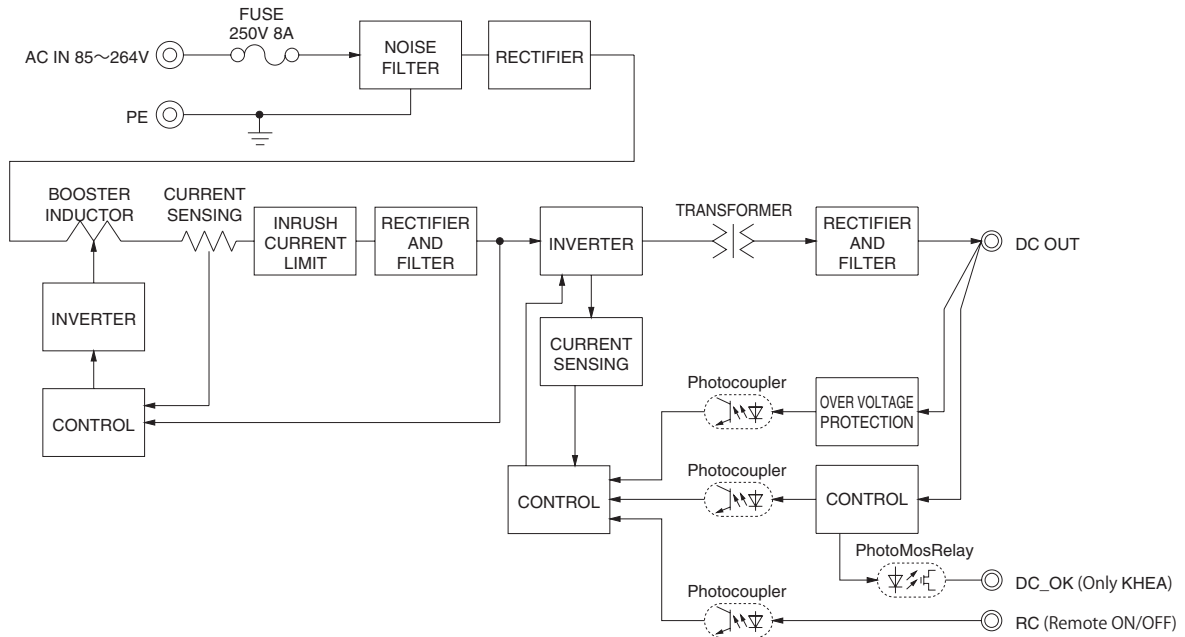 FUSE
250V 8A
AC IN 85～264V
NOISE
FILTER
RECTIFIER
PE
BOOSTER
INDUCTOR
CURRENT
SENSING
INRUSH
CURRENT
LIMIT
RECTIFIER
AND
FILTER
INVERTER
TRANSFORMER
RECTIFIER
AND
FILTER
DC OUT
INVERTER
CURRENT
SENSING
CONTROL
Photocoupler
OVER VOLTAGE
PROTECTION
CONTROL
Photocoupler
CONTROL
PhotoMosRelay
DC_OK (Only KHEA)
Photocoupler
RC (Remote ON/OFF)